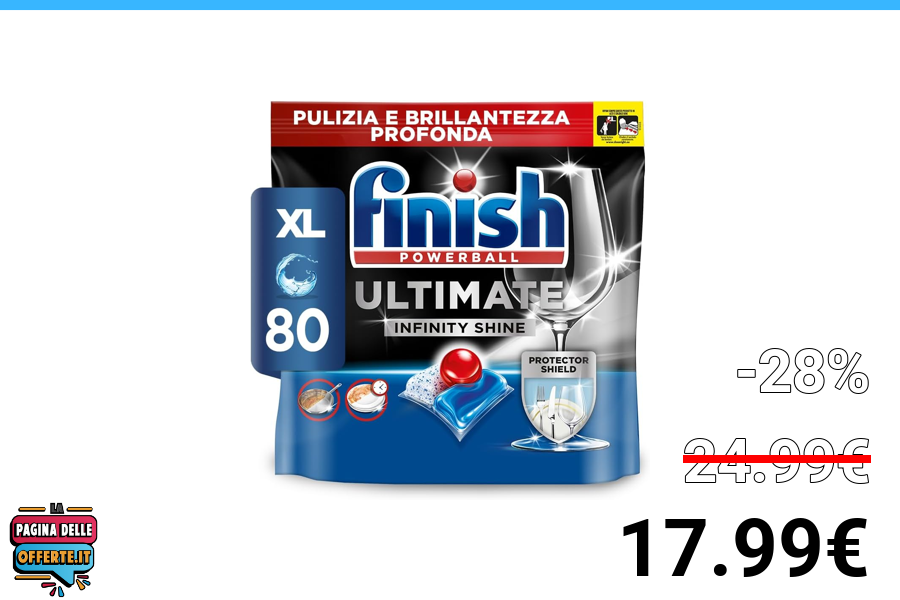 PULIZIA E BRILLANTEZZA
PROFONDA
XL
80
finish
POWERBALL
ULTIMATE
INFINITY SHINE
PROTECTOR
SHIELD
-28%
24.99€
17.99€
LA
PAGINA DELLE
OFFERTE.IT